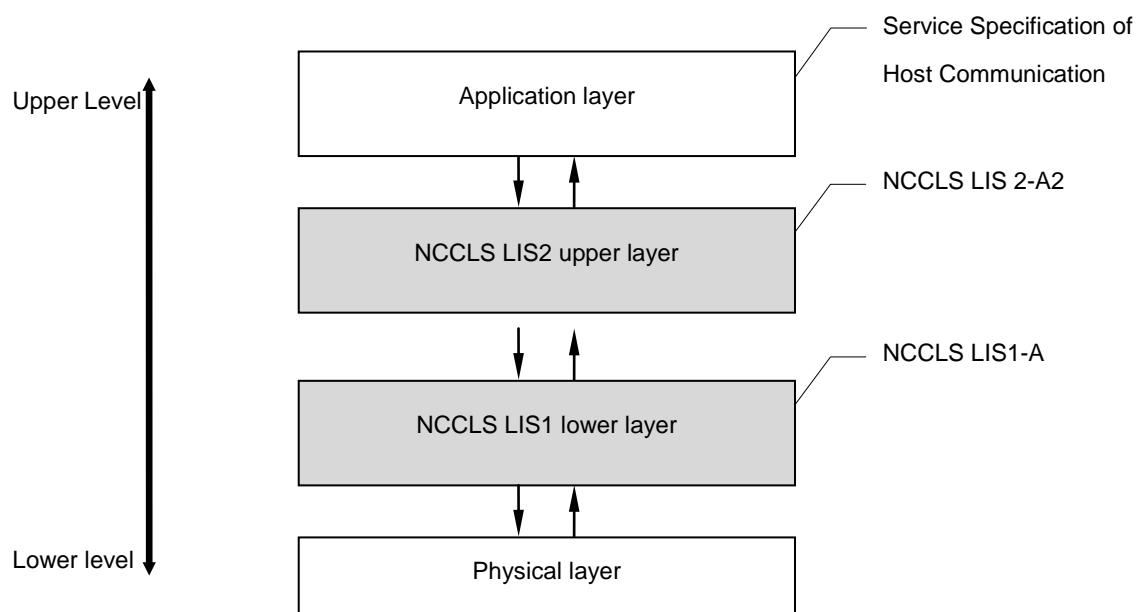 Service Specification of
Host Communication
Application layer
Upper Level
NCCLS LIS 2-A2
NCCLS LIS2 upper layer
NCCLS LIS1-A
NCCLS LIS1 lower layer
Lower level
Physical layer